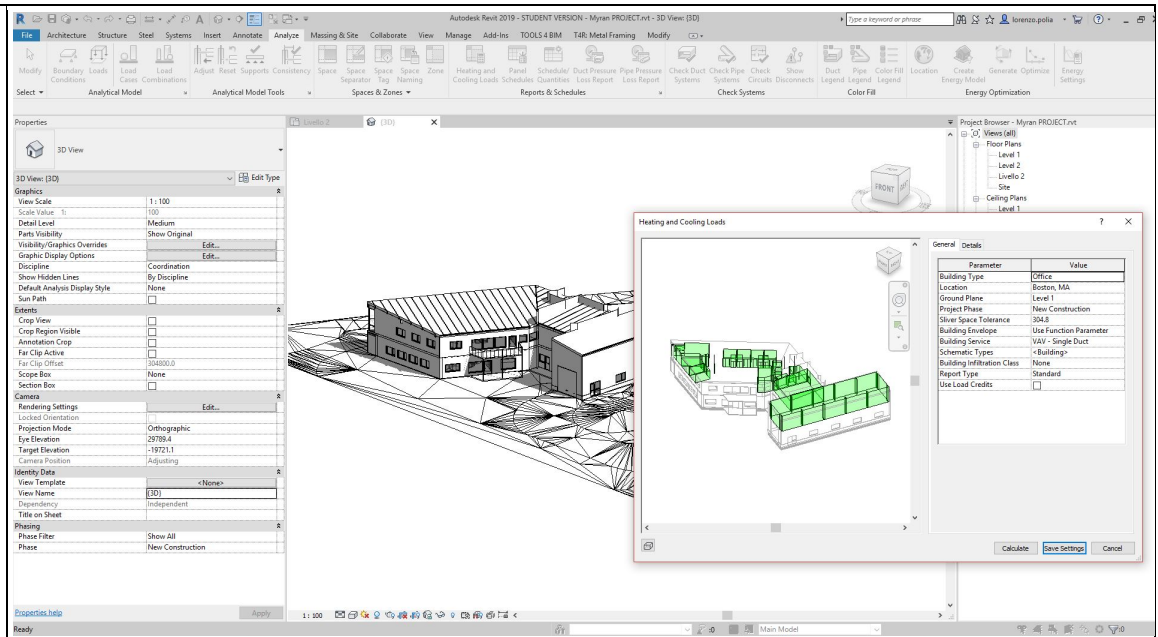 Autodesk Revit 2019 - STUDENT VERSION - Myran PROJECT.rvt - 3D View: {3D}
Type a keyword or phrase
lorenzo.polia
File Architecture Structure Steel Systems Insert Annotate Analyze Massing & Site Collaborate View Manage Add-Ins TOOLS 4 BIM T4R: Metal Framing Modify
Modify Boundary Conditions Loads Load Cases Load Combinations Adjust Reset Supports Consistency Space Space Separator Space Tag Space Naming Zone Heating and Cooling Loads Panel Schedules Schedule/ Quantities Duct Pressure Loss Report Pipe Pressure Loss Report Check Duct Systems Check Pipe Systems Check Circuits Show Disconnects Duct Legend Pipe Legend Color Fill Legend Location Create Energy Model Generate Optimize Energy Settings
Select Analytical Model Analytical Model Tools Spaces & Zones Reports & Schedules Check Systems Color Fill Energy Optimization
Properties
3D View
3D View: {3D} Edit Type
Graphics
View Scale 1 : 100
Scale Value 1: 100
Detail Level Medium
Parts Visibility Show Original
Visibility/Graphics Overrides Edit...
Graphic Display Options Edit...
Discipline Coordination
Show Hidden Lines By Discipline
Default Analysis Display Style None
Sun Path
Extents
Crop View
Crop Region Visible
Annotation Crop
Far Clip Active
Far Clip Offset 304800.0
Scope Box None
Section Box
Camera
Rendering Settings Edit...
Locked Orientation
Projection Mode Orthographic
Eye Elevation 29789.4
Target Elevation -19721.1
Camera Position Adjusting
Identity Data
View Template <None>
View Name {3D}
Dependency Independent
Title on Sheet
Phasing
Phase Filter Show All
Phase New Construction
Properties help Apply
Ready
Livello 2 {3D}
FRONT
1 : 100
:0 Main Model
:0
Project Browser - Myran PROJECT.rvt
Views (all)
Floor Plans
Level 1
Level 2
Livello 2
Site
Ceiling Plans
Level 1
Heating and Cooling Loads
General Details
Parameter Value
Building Type Office
Location Boston, MA
Ground Plane Level 1
Project Phase New Construction
Sliver Space Tolerance 304.8
Building Envelope Use Function Parameter
Building Service VAV - Single Duct
Schematic Types <Building>
Building Infiltration Class None
Report Type Standard
Use Load Credits
Calculate Save Settings Cancel